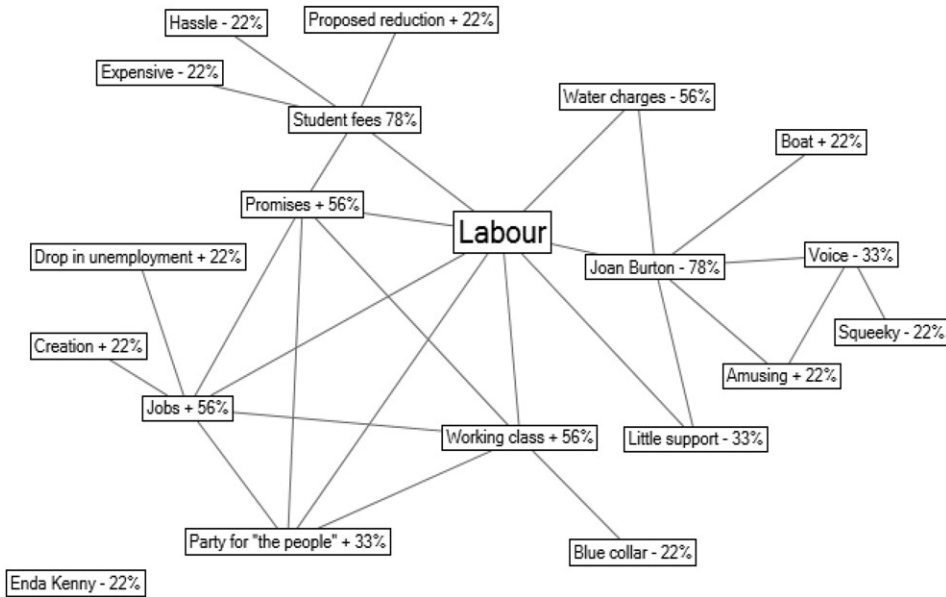 Hassle - 22%
Proposed reduction + 22%
Expensive - 22%
Student fees 78%
Water charges - 56%
Boat + 22%
Promises + 56%
Labour
Drop in unemployment + 22%
Joan Burton - 78%
Voice - 33%
Squeeky - 22%
Creation + 22%
Amusing + 22%
Jobs + 56%
Working class + 56%
Little support - 33%
Party for "the people" + 33%
Blue collar - 22%
Enda Kenny - 22%